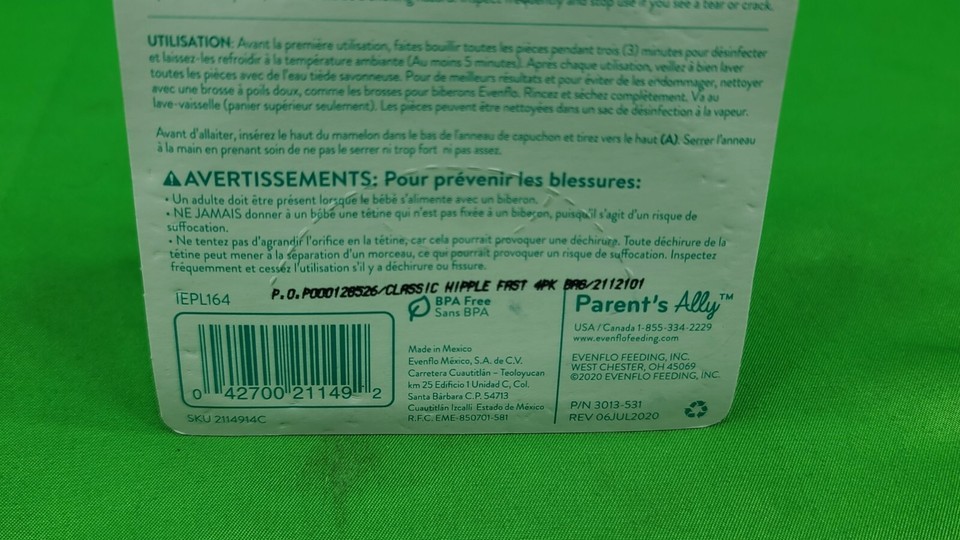 inspect frequently and stop use if you see a tear or crack.
UTILISATION: Avant la première utilisation, faites bouillir toutes les pièces pendant trois (3) minutes pour désinfecter
et laissez-les refroidir à la température ambiante (Au moins 5 minutes). Après chaque utilisation, veillez à bien laver
toutes les pièces avec de l'eau tiède savonneuse. Pour de meilleurs résultats et pour éviter de les endommager, nettoyer
avec une brosse à poils doux, comme les brosses pour biberons Evenflo. Rincez et séchez complètement. Va au
lave-vaisselle (panier supérieur seulement). Les pièces peuvent être nettoyées dans un sac de désinfection à la vapeur.
Avant d'allaiter, insérez le haut du mamelon dans le bas de l'anneau de capuchon et tirez vers le haut (A). Serrer l'anneau
à la main en prenant soin de ne pas le serrer ni trop fort ni pas assez.
⚠AVERTISSEMENTS: Pour prévenir les blessures:
• Un adulte doit être présent lorsque le bébé s'alimente avec un biberon.
• NE JAMAIS donner à un bébé une tétine qui n'est pas fixée à un biberon, puisqu'il s'agit d'un risque de
suffocation.
• Ne tentez pas d'agrandir l'orifice en la tétine, car cela pourrait provoquer une déchirure. Toute déchirure de la
tétine peut mener à la séparation d'un morceau, ce qui pourrait provoquer un risque de suffocation. Inspectez
fréquemment et cessez l'utilisation s'il y a déchirure ou fissure.
P.O.P000128526/CLASSIC NIPPLE FAST 4PK BAG/2112101
IEPL164
0 42700 21149 2
SKU 2114914C
BPA Free
Sans BPA
Made in Mexico
Evenflo México, S.A. de C.V.
Carretera Cuautitlán - Teoloyucan
km 25 Edificio 1 Unidad C, Col.
Santa Bárbara C.P. 54713
Cuautitlán Izcalli Estado de México
R.F.C. EME-850701-5B1
Parent's Ally™
USA / Canada 1-855-334-2229
www.evenflofeeding.com
EVENFLO FEEDING, INC.
WEST CHESTER, OH 45069
©2020 EVENFLO FEEDING, INC.
P/N 3013-531
REV 06JUL2020